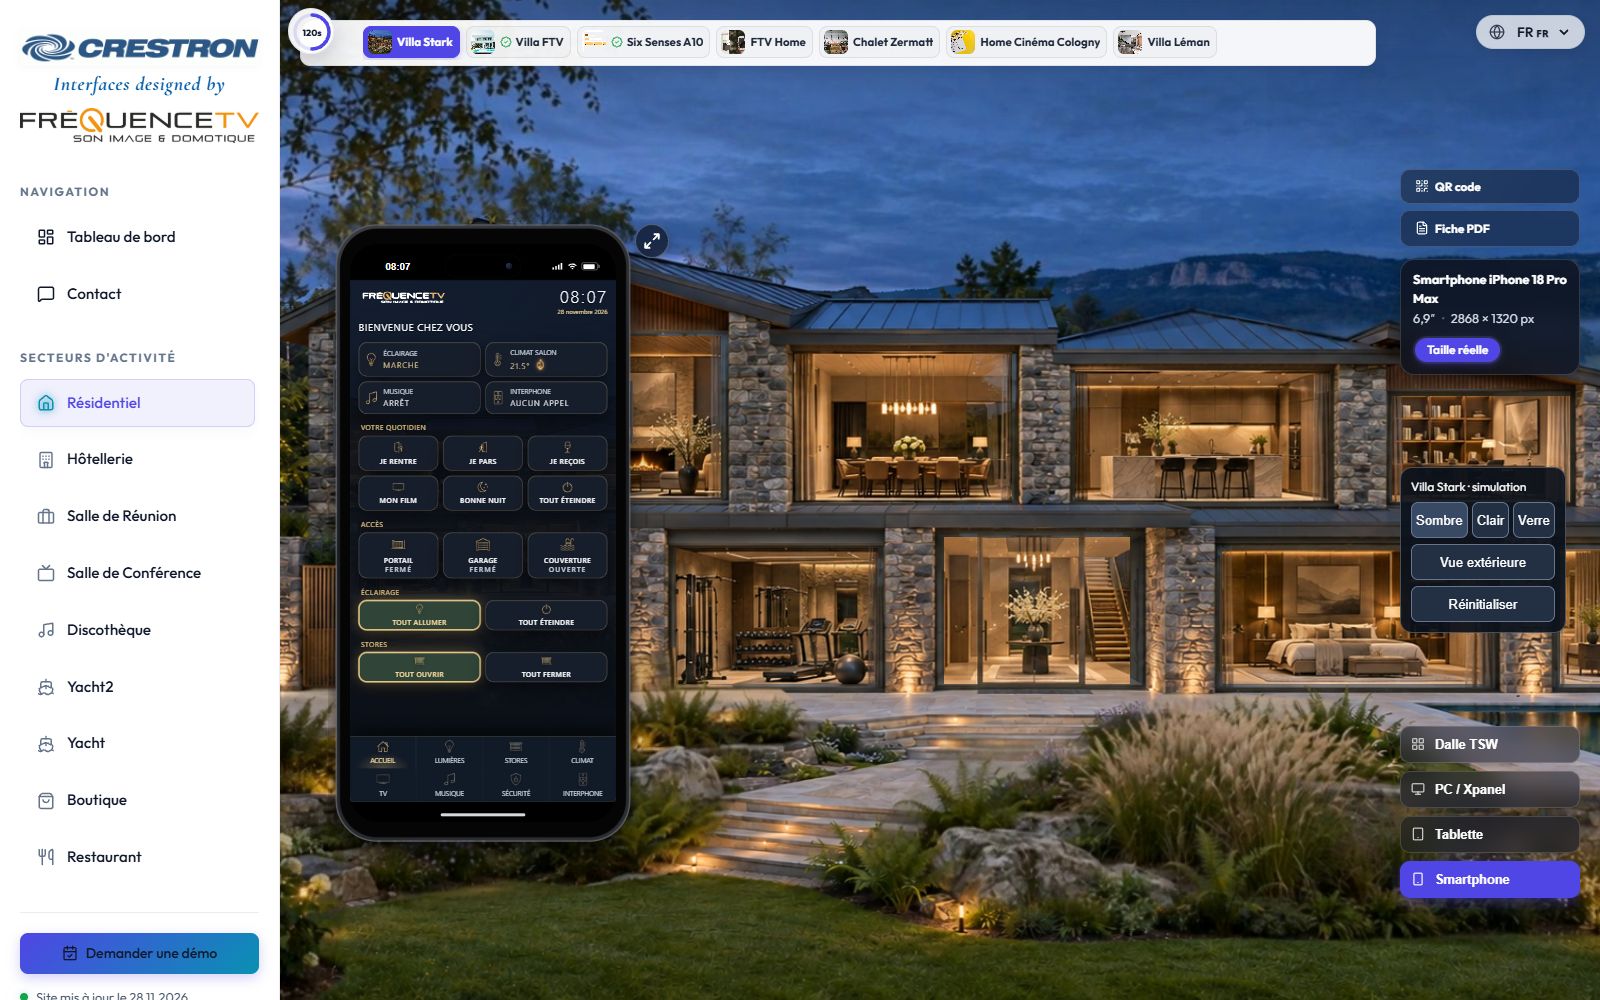 CRESTRON
Interfaces designed by
FRÉQUENCETV
SON IMAGE & DOMOTIQUE
NAVIGATION
Tableau de bord
Contact
SECTEURS D'ACTIVITÉ
Résidentiel
Hôtellerie
Salle de Réunion
Salle de Conférence
Discothèque
Yacht2
Yacht
Boutique
Restaurant
Demander une démo
Site mis à jour le 28.11.2026
120s
Villa Stark
Villa FTV
Six Senses A10
FTV Home
Chalet Zermatt
Home Cinéma Cologny
Villa Léman
FR FR
08:07
FRÉQUENCETV
SON IMAGE & DOMOTIQUE
08:07
28 novembre 2026
BIENVENUE CHEZ VOUS
ÉCLAIRAGE
MARCHE
CLIMAT SALON
21.5°
MUSIQUE
ARRÊT
INTERPHONE
AUCUN APPEL
VOTRE QUOTIDIEN
JE RENTRE
JE PARS
JE REÇOIS
MON FILM
BONNE NUIT
TOUT ÉTEINDRE
ACCÈS
PORTAIL
FERMÉ
GARAGE
FERMÉ
COUVERTURE
OUVERTE
ÉCLAIRAGE
TOUT ALLUMER
TOUT ÉTEINDRE
STORES
TOUT OUVRIR
TOUT FERMER
ACCUEIL
LUMIÈRES
STORES
CLIMAT
TV
MUSIQUE
SÉCURITÉ
INTERPHONE
QR code
Fiche PDF
Smartphone iPhone 18 Pro
Max
6,9" · 2868 × 1320 px
Taille réelle
Villa Stark · simulation
Sombre
Clair
Verre
Vue extérieure
Réinitialiser
Dalle TSW
PC / Xpanel
Tablette
Smartphone